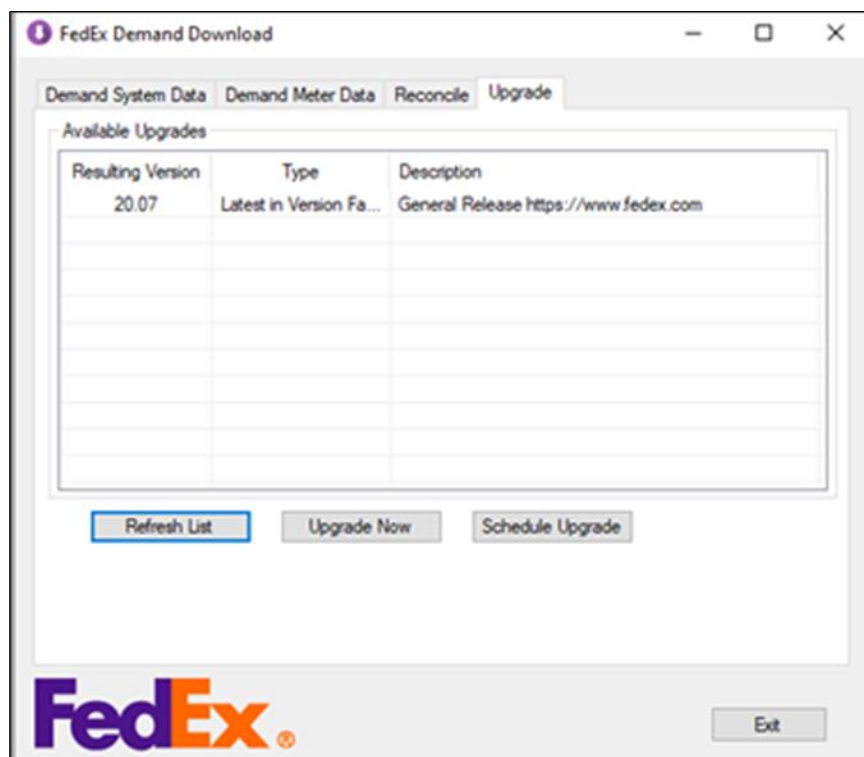 FedEx Demand Download
Demand System Data Demand Meter Data Reconcile Upgrade
Available Upgrades
Resulting Version Type Description
20.07 Latest in Version Fa... General Release https://www.fedex.com
Refresh List Upgrade Now Schedule Upgrade
FedEx®
Exit